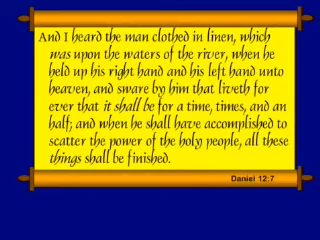 And I heard the man clothed in linen, which
was upon the waters of the river, when he
held up his right hand and his left hand unto
heaven, and sware by him that liveth for
ever that it shall be for a time, times, and an
half; and when he shall have accomplished to
scatter the power of the holy people, all these
things shall be finished.
Daniel 12:7